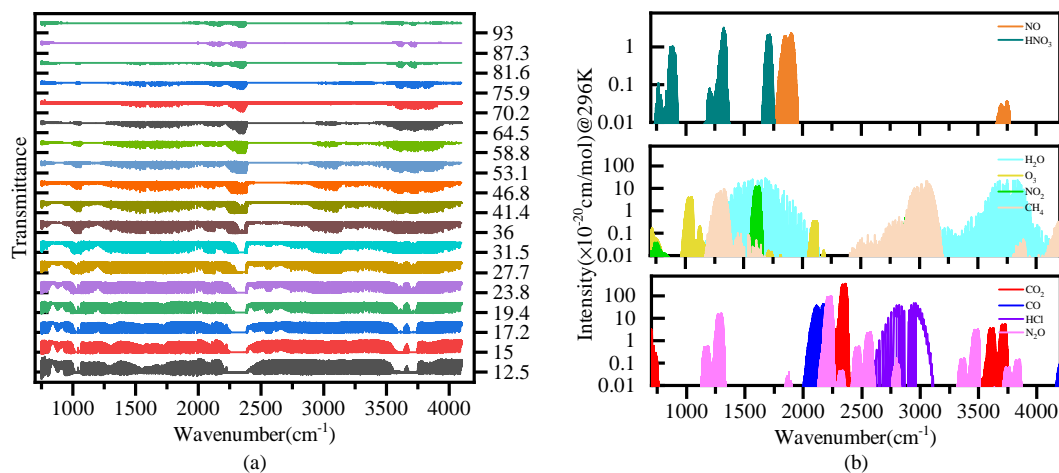 Transmittance
93
87.3
81.6
75.9
70.2
64.5
58.8
53.1
46.8
41.4
36
31.5
27.7
23.8
19.4
17.2
15
12.5
1000 1500 2000 2500 3000 3500 4000
Wavenumber(cm⁻¹)
(a)
Intensity(×10⁻²⁰cm/mol)@296K
1
0.1
0.01
NO
HNO₃
100
10
1
0.1
0.01
H₂O
O₃
NO₂
CH₄
100
10
1
0.1
0.01
CO₂
CO
HCl
N₂O
1000 1500 2000 2500 3000 3500 4000
Wavenumber(cm⁻¹)
(b)